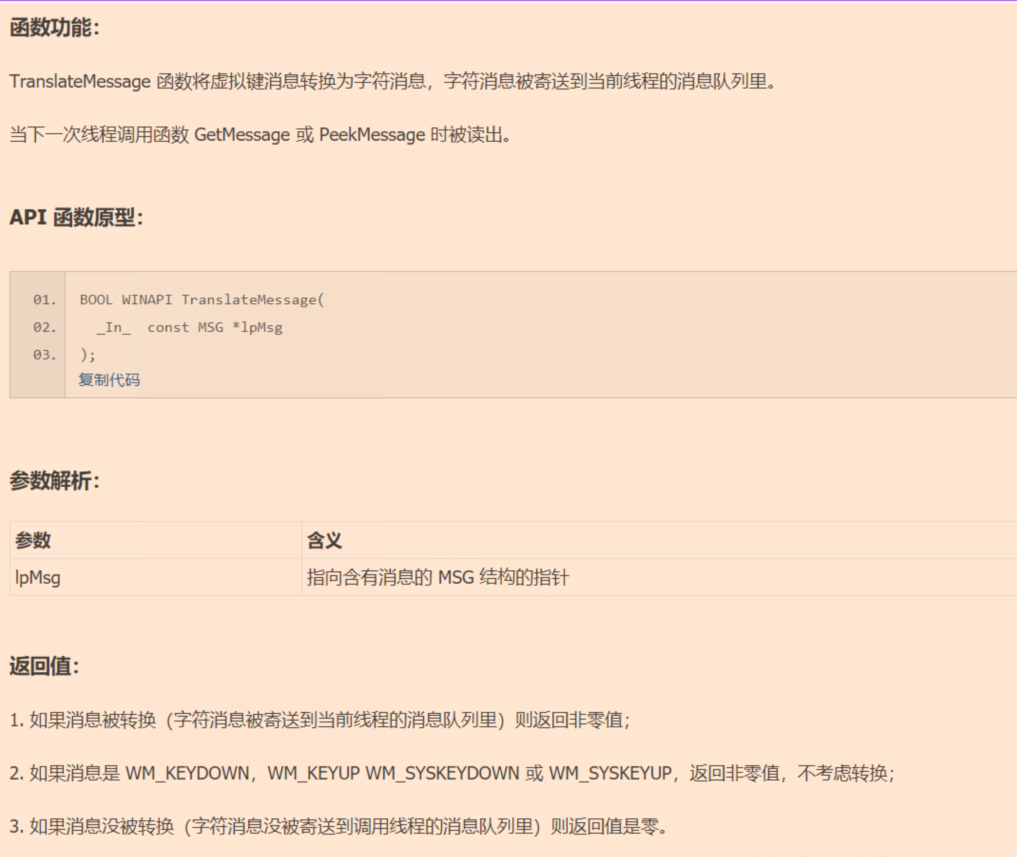 函数功能：
TranslateMessage 函数将虚拟键消息转换为字符消息，字符消息被寄送到当前线程的消息队列里。
当下一次线程调用函数 GetMessage 或 PeekMessage 时被读出。
API 函数原型：
01. BOOL WINAPI TranslateMessage(
02. _In_ const MSG *lpMsg
03. );
复制代码
参数解析：
参数 含义
lpMsg 指向含有消息的 MSG 结构的指针
返回值：
1. 如果消息被转换（字符消息被寄送到当前线程的消息队列里）则返回非零值；
2. 如果消息是 WM_KEYDOWN，WM_KEYUP WM_SYSKEYDOWN 或 WM_SYSKEYUP，返回非零值，不考虑转换；
3. 如果消息没被转换（字符消息没被寄送到调用线程的消息队列里）则返回值是零。